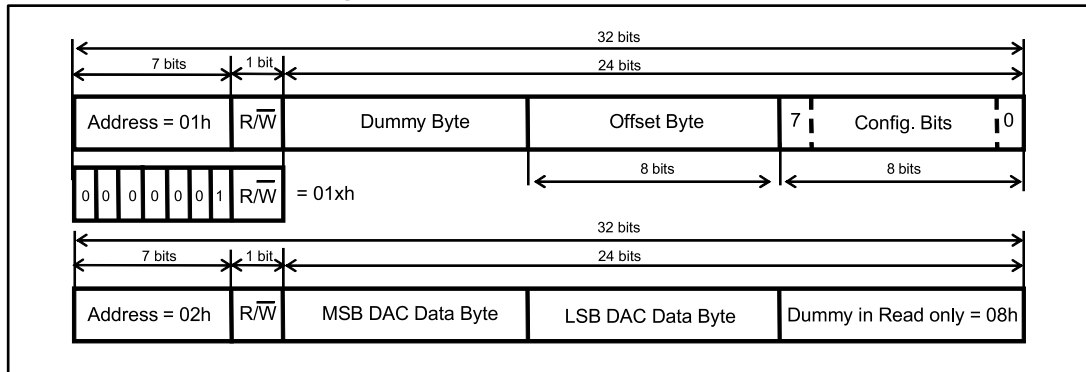 32 bits
7 bits 1 bit 24 bits
Address = 01h R/W̅ Dummy Byte Offset Byte 7 Config. Bits 0
8 bits 8 bits
0 0 0 0 0 0 1 R/W̅ = 01xh
32 bits
7 bits 1 bit 24 bits
Address = 02h R/W̅ MSB DAC Data Byte LSB DAC Data Byte Dummy in Read only = 08h